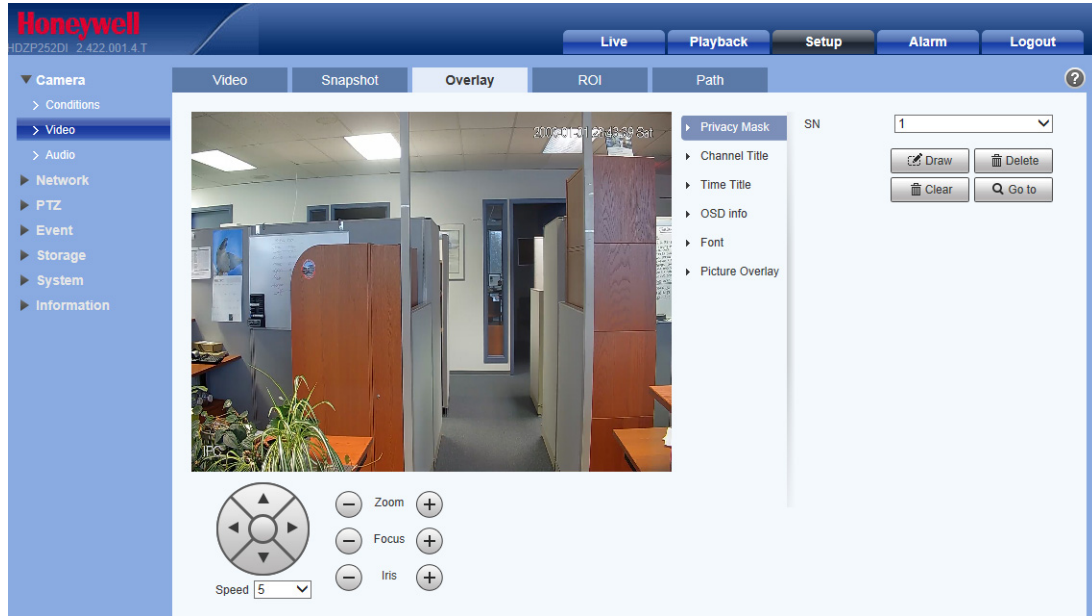 Honeywell
HDZP252DI 2.422.001.4.T
Live Playback Setup Alarm Logout
Camera
Conditions
Video
Audio
Network
PTZ
Event
Storage
System
Information
Video Snapshot Overlay ROI Path
?
Sat
IPC
Privacy Mask
Channel Title
Time Title
OSD info
Font
Picture Overlay
SN 1
Draw Delete
Clear Go to
Zoom
Focus
Iris
Speed 5